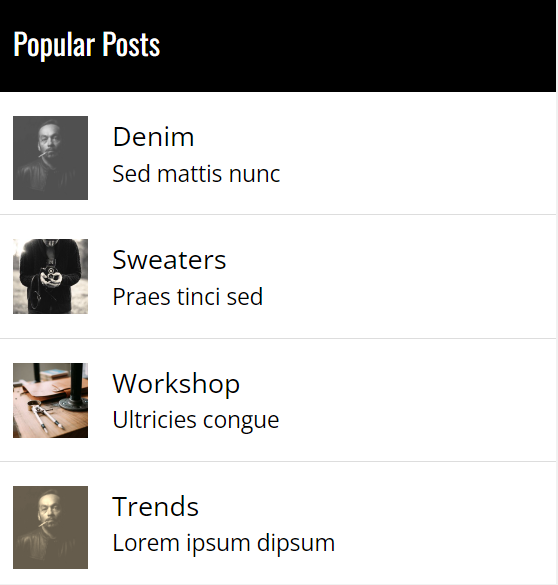 Popular Posts
Denim
Sed mattis nunc
Sweaters
Praes tinci sed
Workshop
Ultricies congue
Trends
Lorem ipsum dipsum